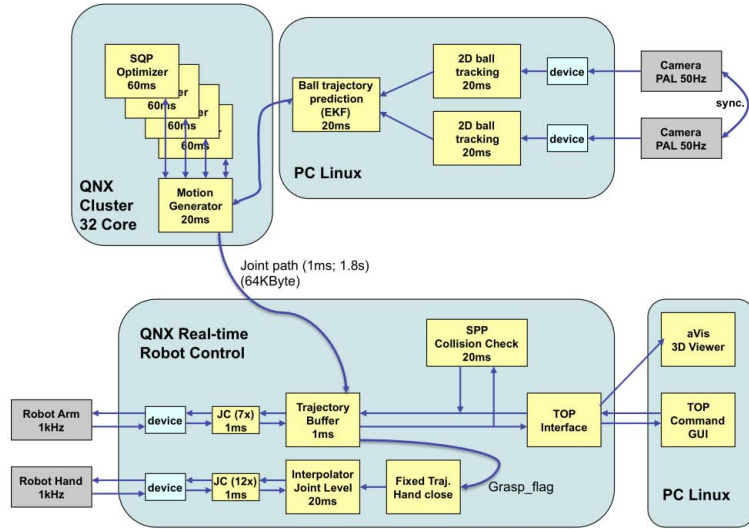 SQP
Optimizer
60ms
er
60ms
er
60ms
er
60ms
QNX
Cluster
32 Core
Motion
Generator
20ms
Ball trajectory
prediction
(EKF)
20ms
2D ball
tracking
20ms
device
Camera
PAL 50Hz
sync.
2D ball
tracking
20ms
device
Camera
PAL 50Hz
PC Linux
Joint path (1ms; 1.8s)
(64KByte)
QNX Real-time
Robot Control
SPP
Collision Check
20ms
aVis
3D Viewer
Robot Arm
1kHz
device
JC (7x)
1ms
Trajectory
Buffer
1ms
TOP
Interface
TOP
Command
GUI
Robot Hand
1kHz
device
JC (12x)
1ms
Interpolator
Joint Level
20ms
Fixed Traj.
Hand close
Grasp_flag
PC Linux